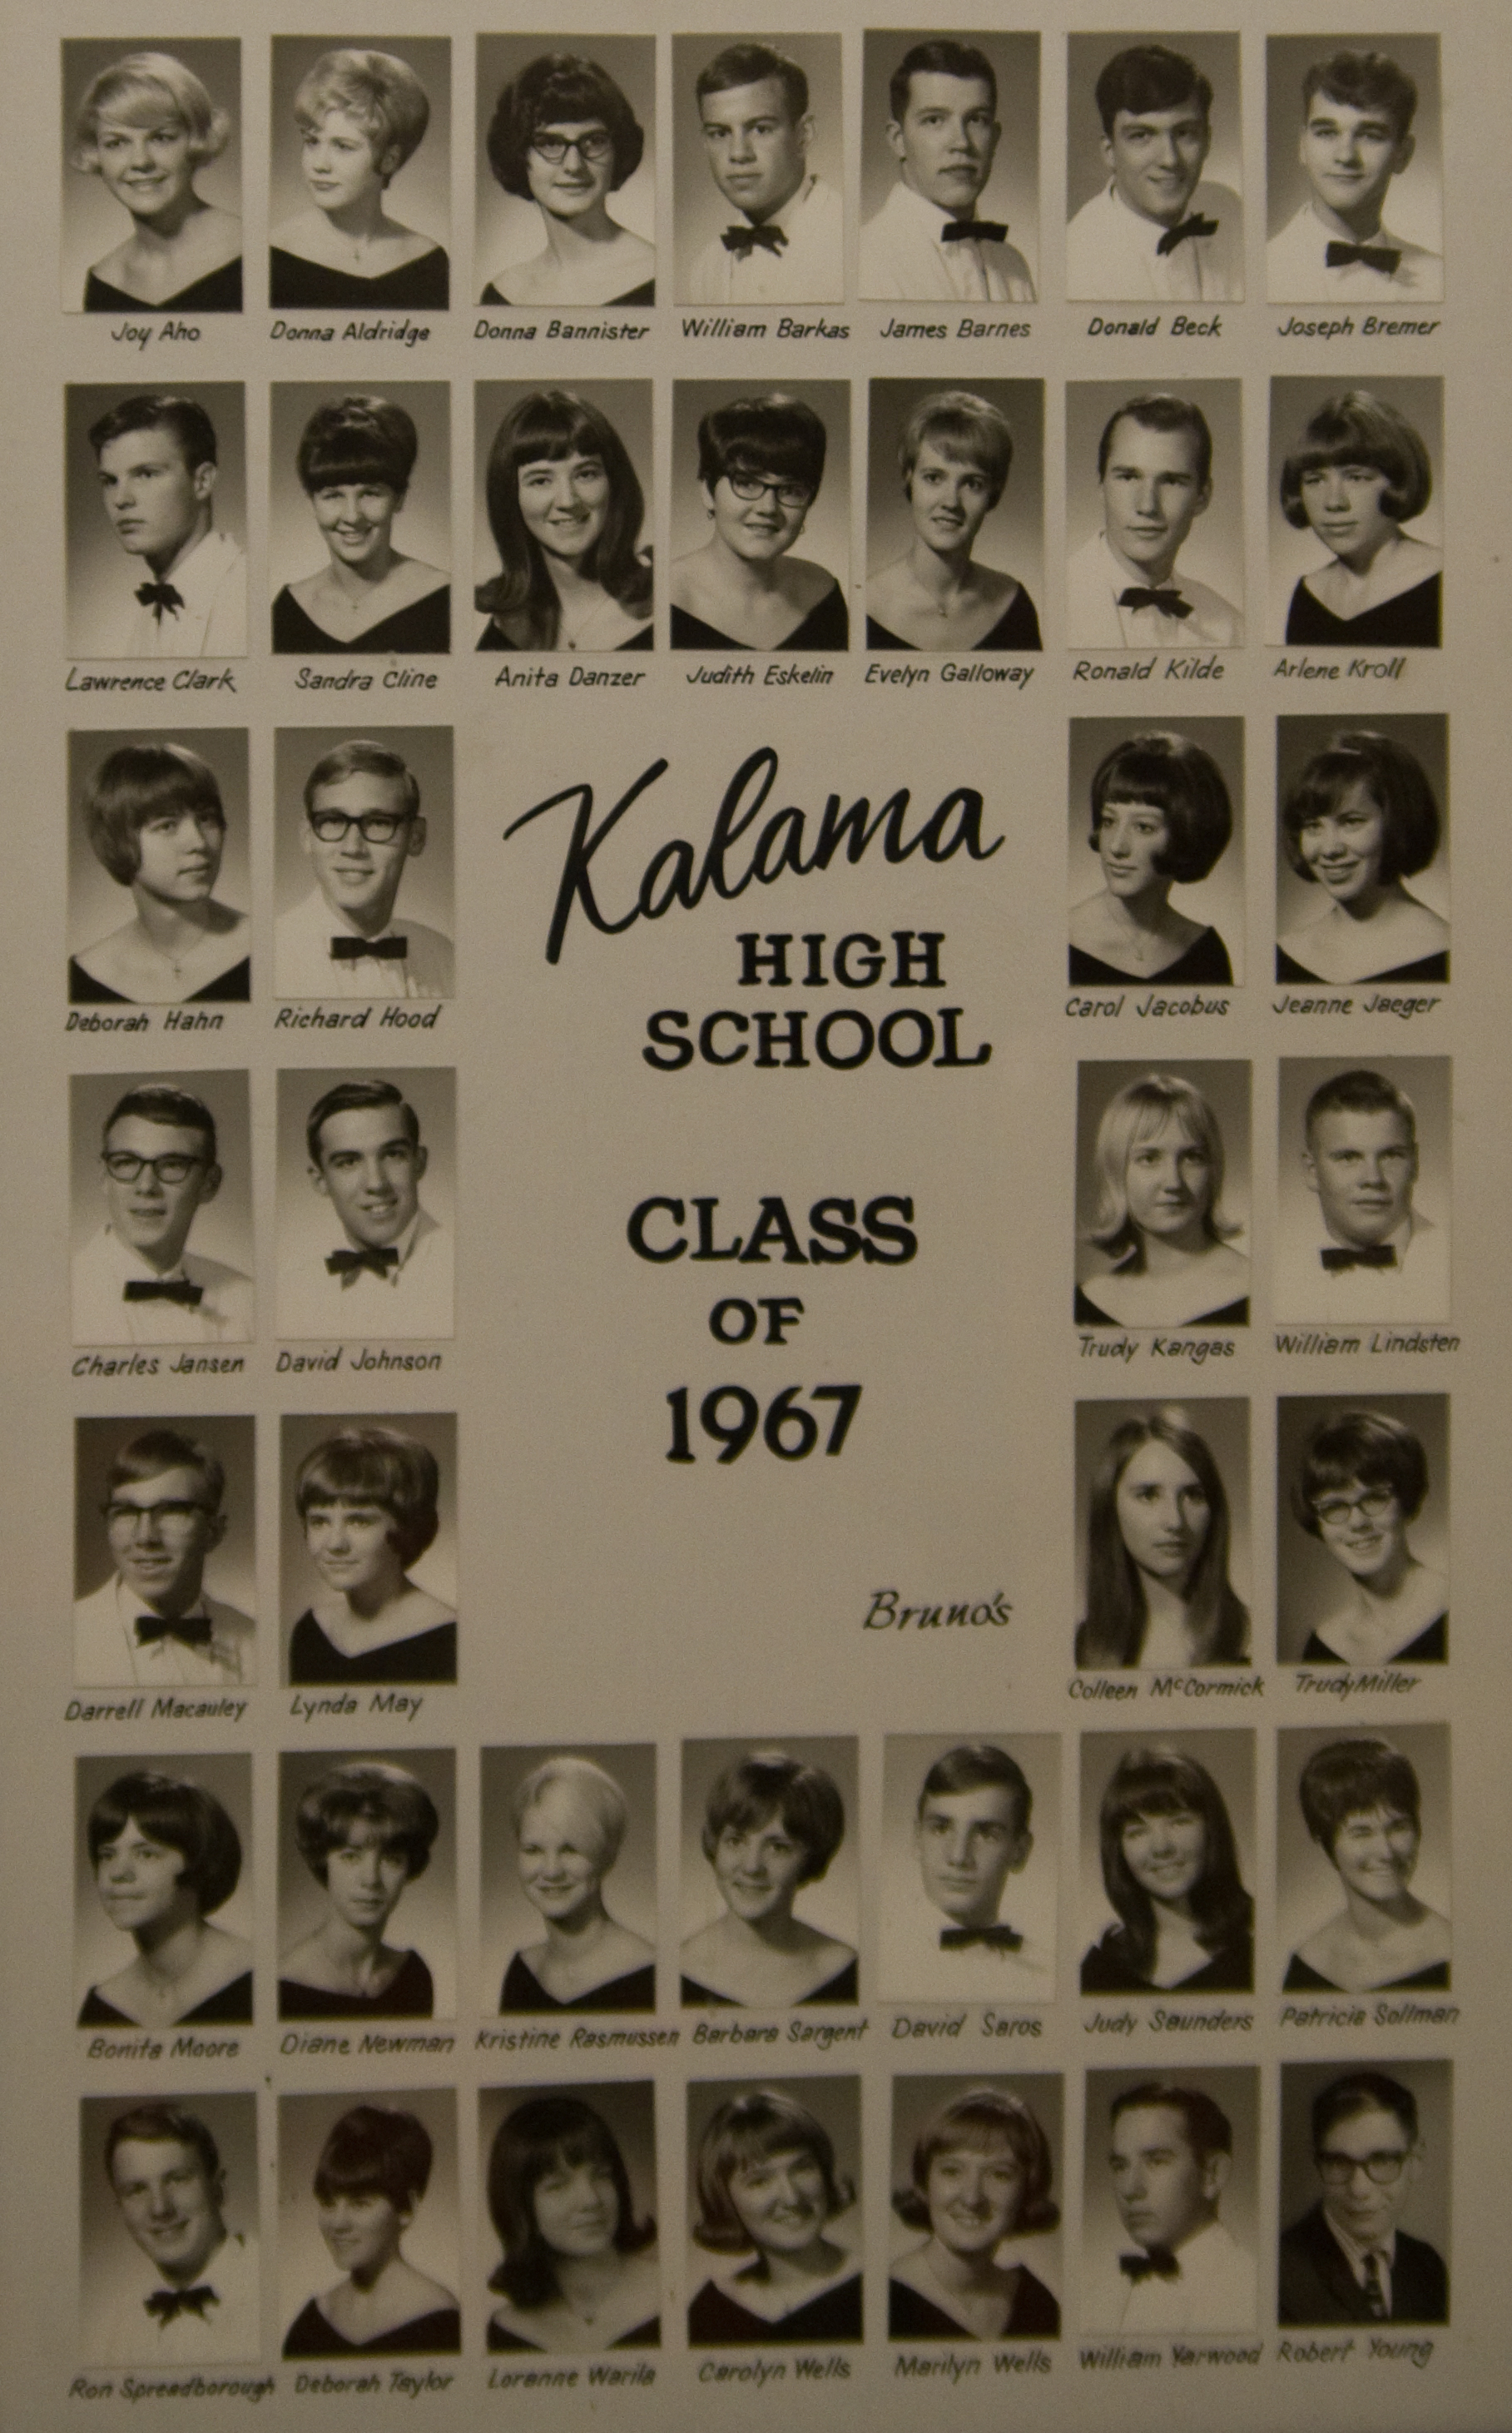 Joy Aho
Donna Aldridge
Donna Bannister
William Barkas
James Barnes
Donald Beck
Joseph Bremer
Lawrence Clark
Sandra Cline
Anita Danzer
Judith Eskelin
Evelyn Galloway
Ronald Kilde
Arlene Kroll
Deborah Hahn
Richard Hood
Kalama
HIGH
SCHOOL
Carol Jacobus
Jeanne Jaeger
Charles Jansen
David Johnson
CLASS
OF
1967
Trudy Kangas
William Lindsten
Darrell Macauley
Lynda May
Bruno's
Colleen McCormick
Trudy Miller
Bonita Moore
Diane Newman
Kristine Rasmussen
Barbara Sargent
David Saros
Judy Saunders
Patricia Sollman
Ron Spreadborough
Deborah Taylor
Loranne Warila
Carolyn Wells
Marilyn Wells
William Yarwood
Robert Young